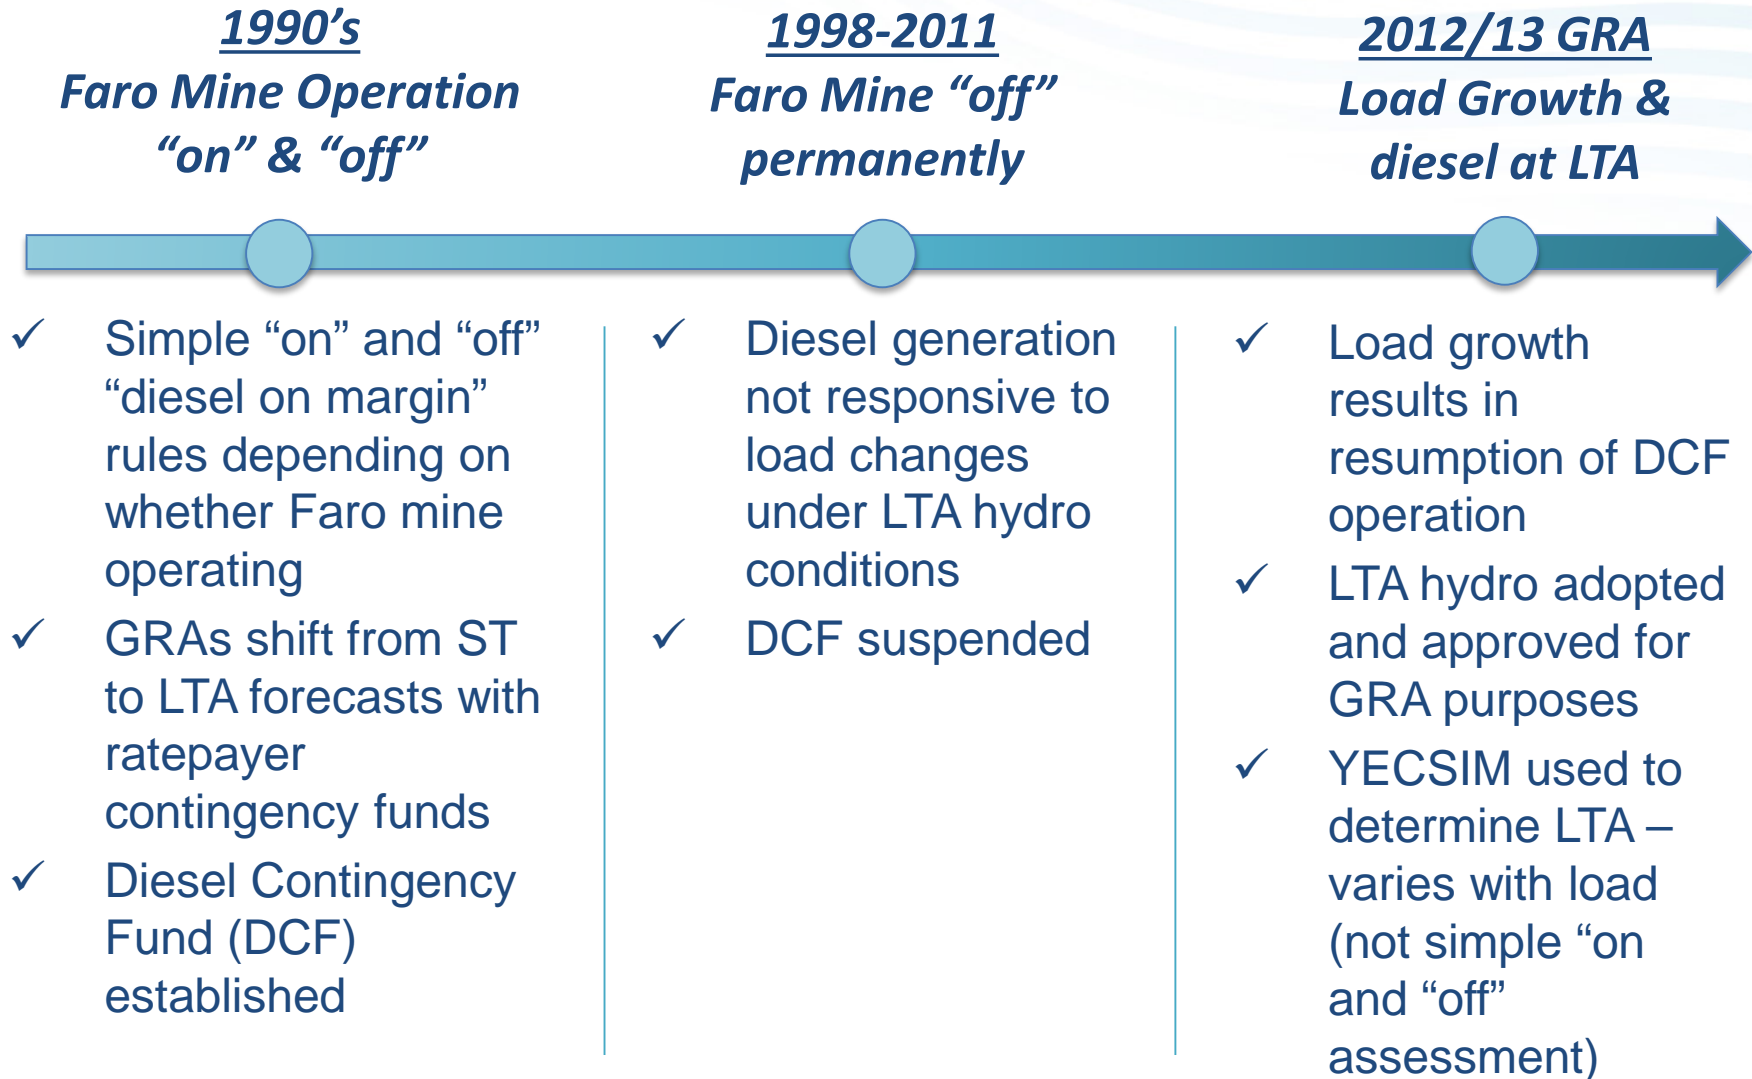 1990’s
Faro Mine Operation
“on” & “off”
✓ Simple “on” and “off”
“diesel on margin”
rules depending on
whether Faro mine
operating
✓ GRAs shift from ST
to LTA forecasts with
ratepayer
contingency funds
✓ Diesel Contingency
Fund (DCF)
established
1998-2011
Faro Mine “off”
permanently
✓ Diesel generation
not responsive to
load changes
under LTA hydro
conditions
✓ DCF suspended
2012/13 GRA
Load Growth &
diesel at LTA
✓ Load growth
results in
resumption of DCF
operation
✓ LTA hydro adopted
and approved for
GRA purposes
✓ YECSIM used to
determine LTA –
varies with load
(not simple “on
and “off”
assessment)